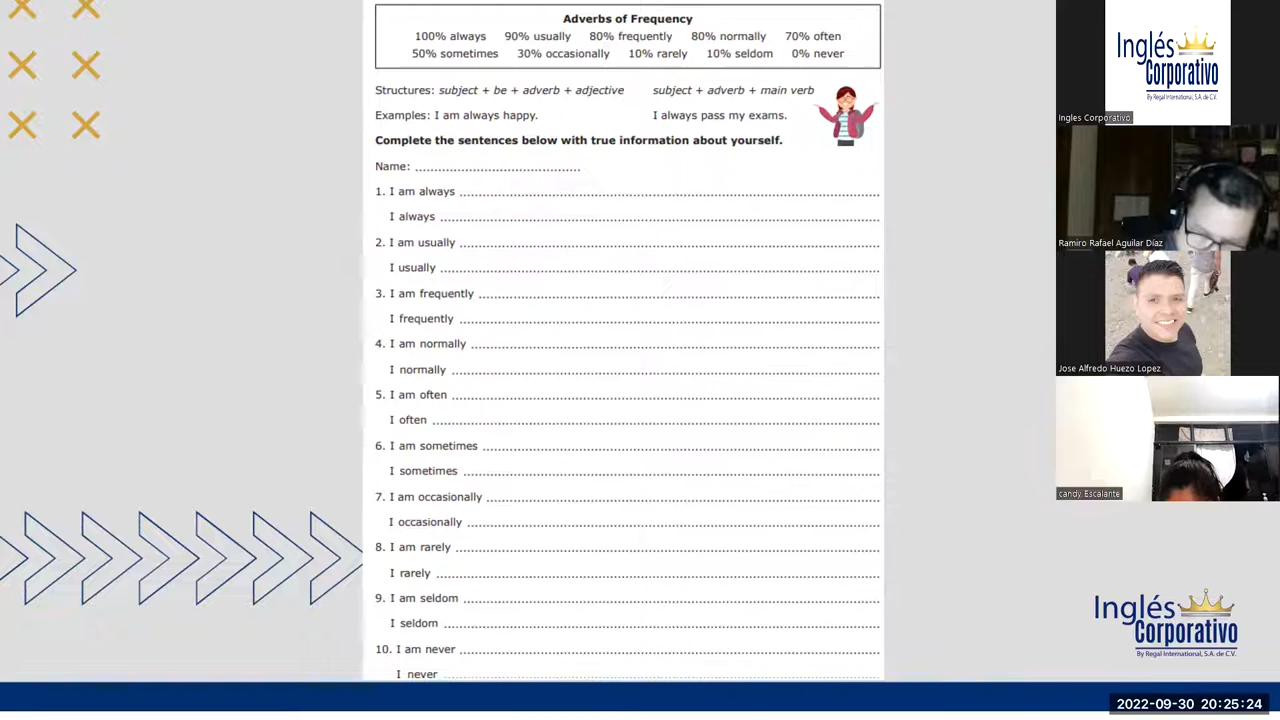 Adverbs of Frequency
100% always 90% usually 80% frequently 80% normally 70% often
50% sometimes 30% occasionally 10% rarely 10% seldom 0% never
Structures: subject + be + adverb + adjective subject + adverb + main verb
Examples: I am always happy. I always pass my exams.
Complete the sentences below with true information about yourself.
Name: ..........................................
1. I am always ..........................................
I always ..........................................
2. I am usually ..........................................
I usually ..........................................
3. I am frequently ..........................................
I frequently ..........................................
4. I am normally ..........................................
I normally ..........................................
5. I am often ..........................................
I often ..........................................
6. I am sometimes ..........................................
I sometimes ..........................................
7. I am occasionally ..........................................
I occasionally ..........................................
8. I am rarely ..........................................
I rarely ..........................................
9. I am seldom ..........................................
I seldom ..........................................
10. I am never ..........................................
I never ..........................................
Inglés
Corporativo
By Regal International, S.A. de C.V.
Ingles Corporativo
Ramiro Rafael Aguilar Díaz
Jose Alfredo Huezo Lopez
candy Escalante
Inglés
Corporativo
By Regal International, S.A. de C.V.
2022-09-30 20:25:24